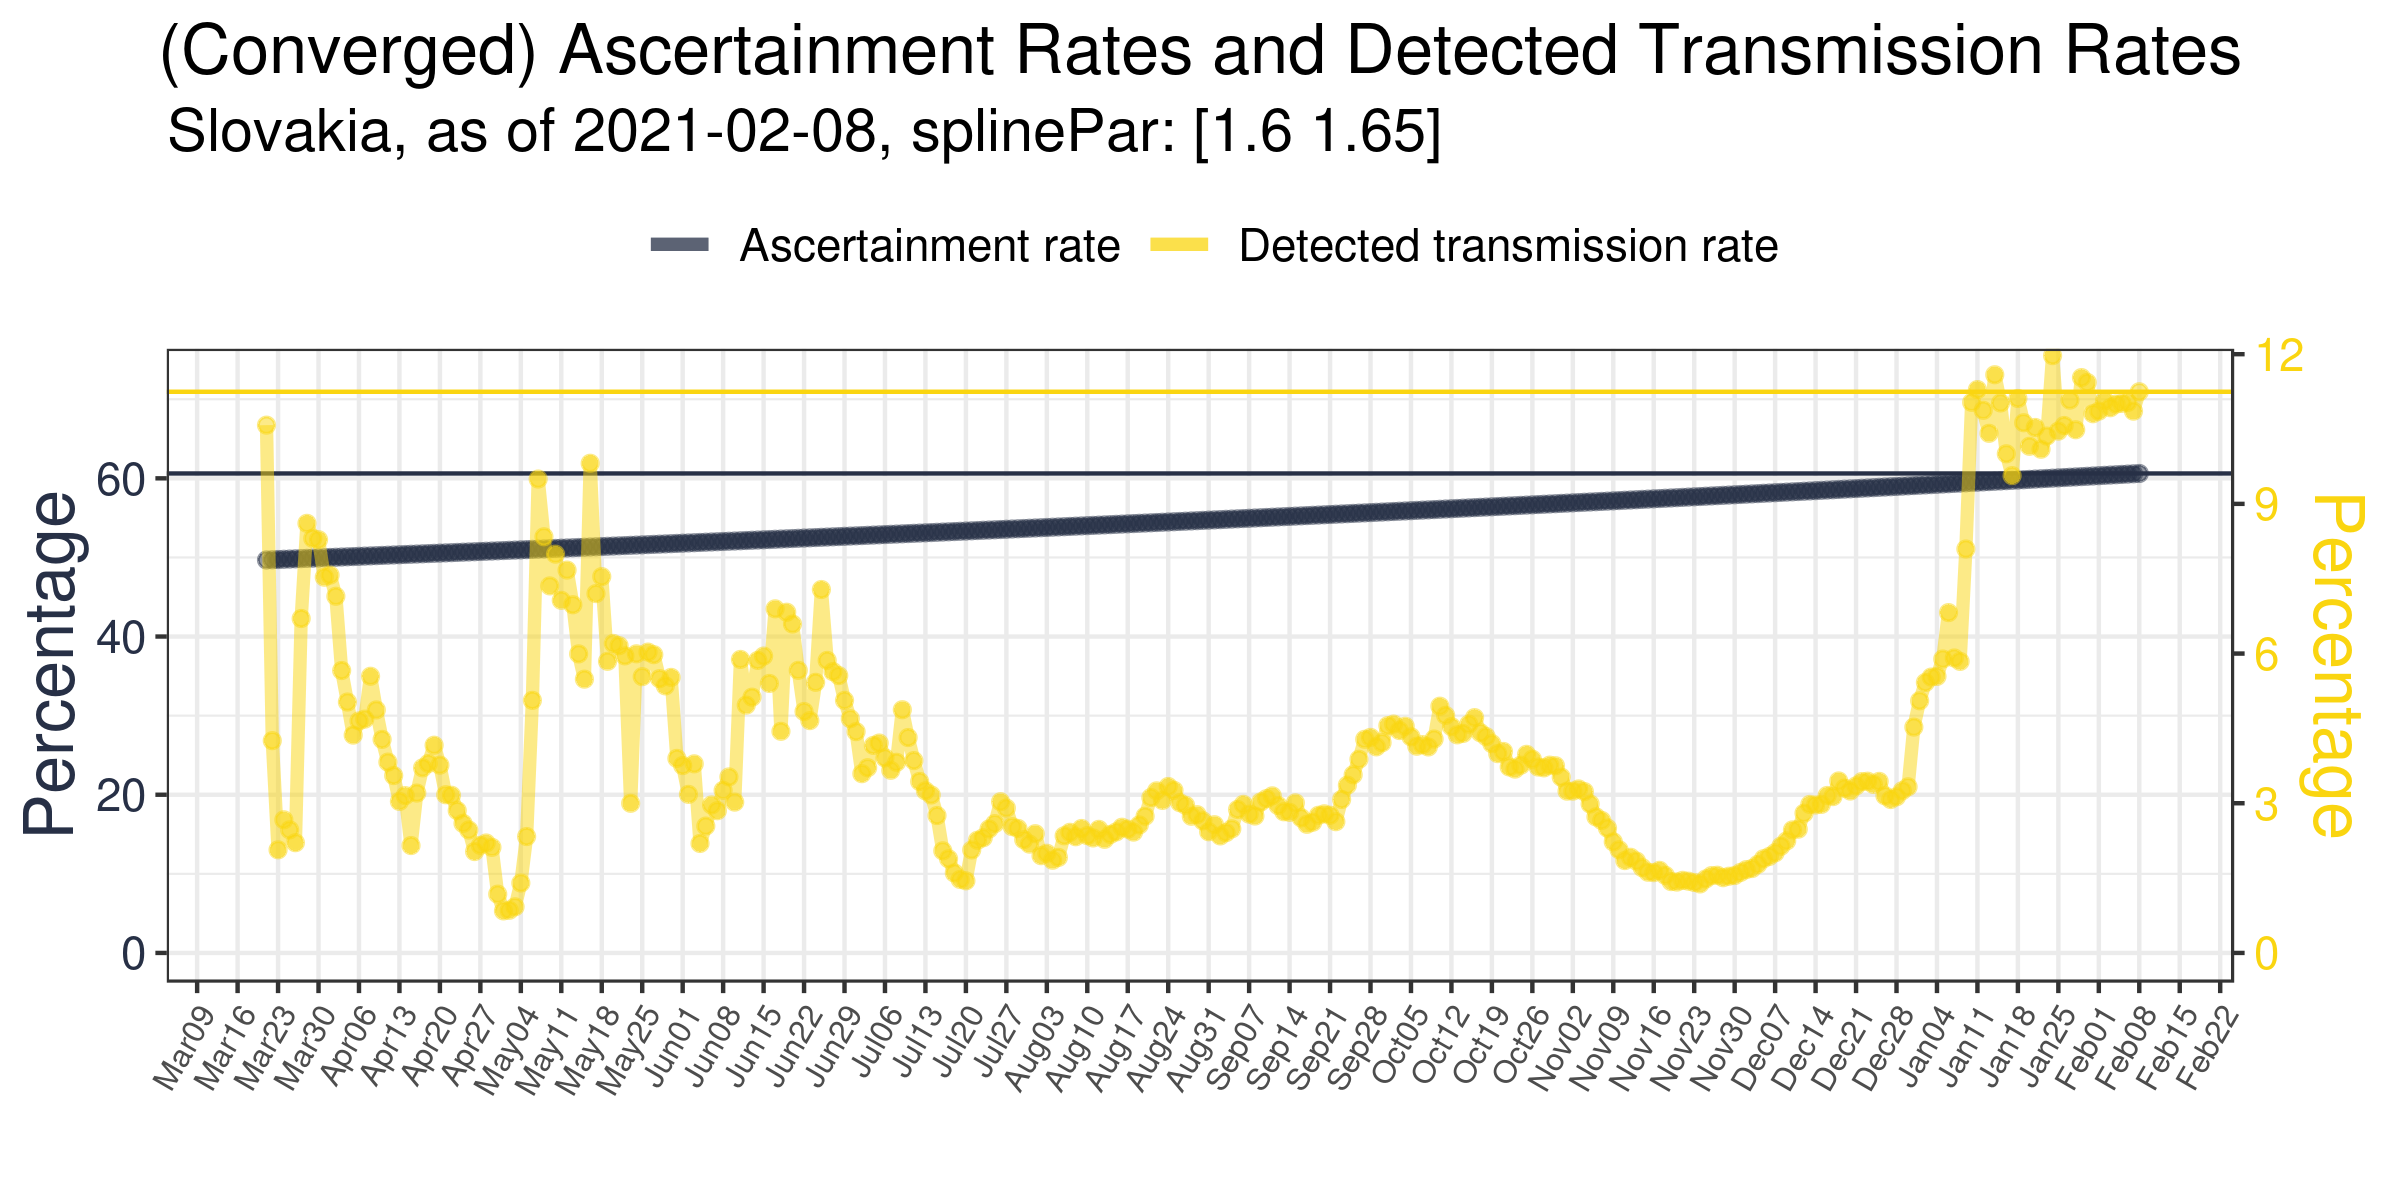 (Converged) Ascertainment Rates and Detected Transmission Rates
Slovakia, as of 2021-02-08, splinePar: [1.6 1.65]
Ascertainment rate Detected transmission rate
Percentage
60
40
20
0
12
9
6
3
0
Percentage
Mar09 Mar16 Mar23 Mar30 Apr06 Apr13 Apr20 Apr27 May04 May11 May18 May25 Jun01 Jun08 Jun15 Jun22 Jun29 Jul06 Jul13 Jul20 Jul27 Aug03 Aug10 Aug17 Aug24 Aug31 Sep07 Sep14 Sep21 Sep28 Oct05 Oct12 Oct19 Oct26 Nov02 Nov09 Nov16 Nov23 Nov30 Dec07 Dec14 Dec21 Dec28 Jan04 Jan11 Jan18 Jan25 Feb01 Feb08 Feb15 Feb22